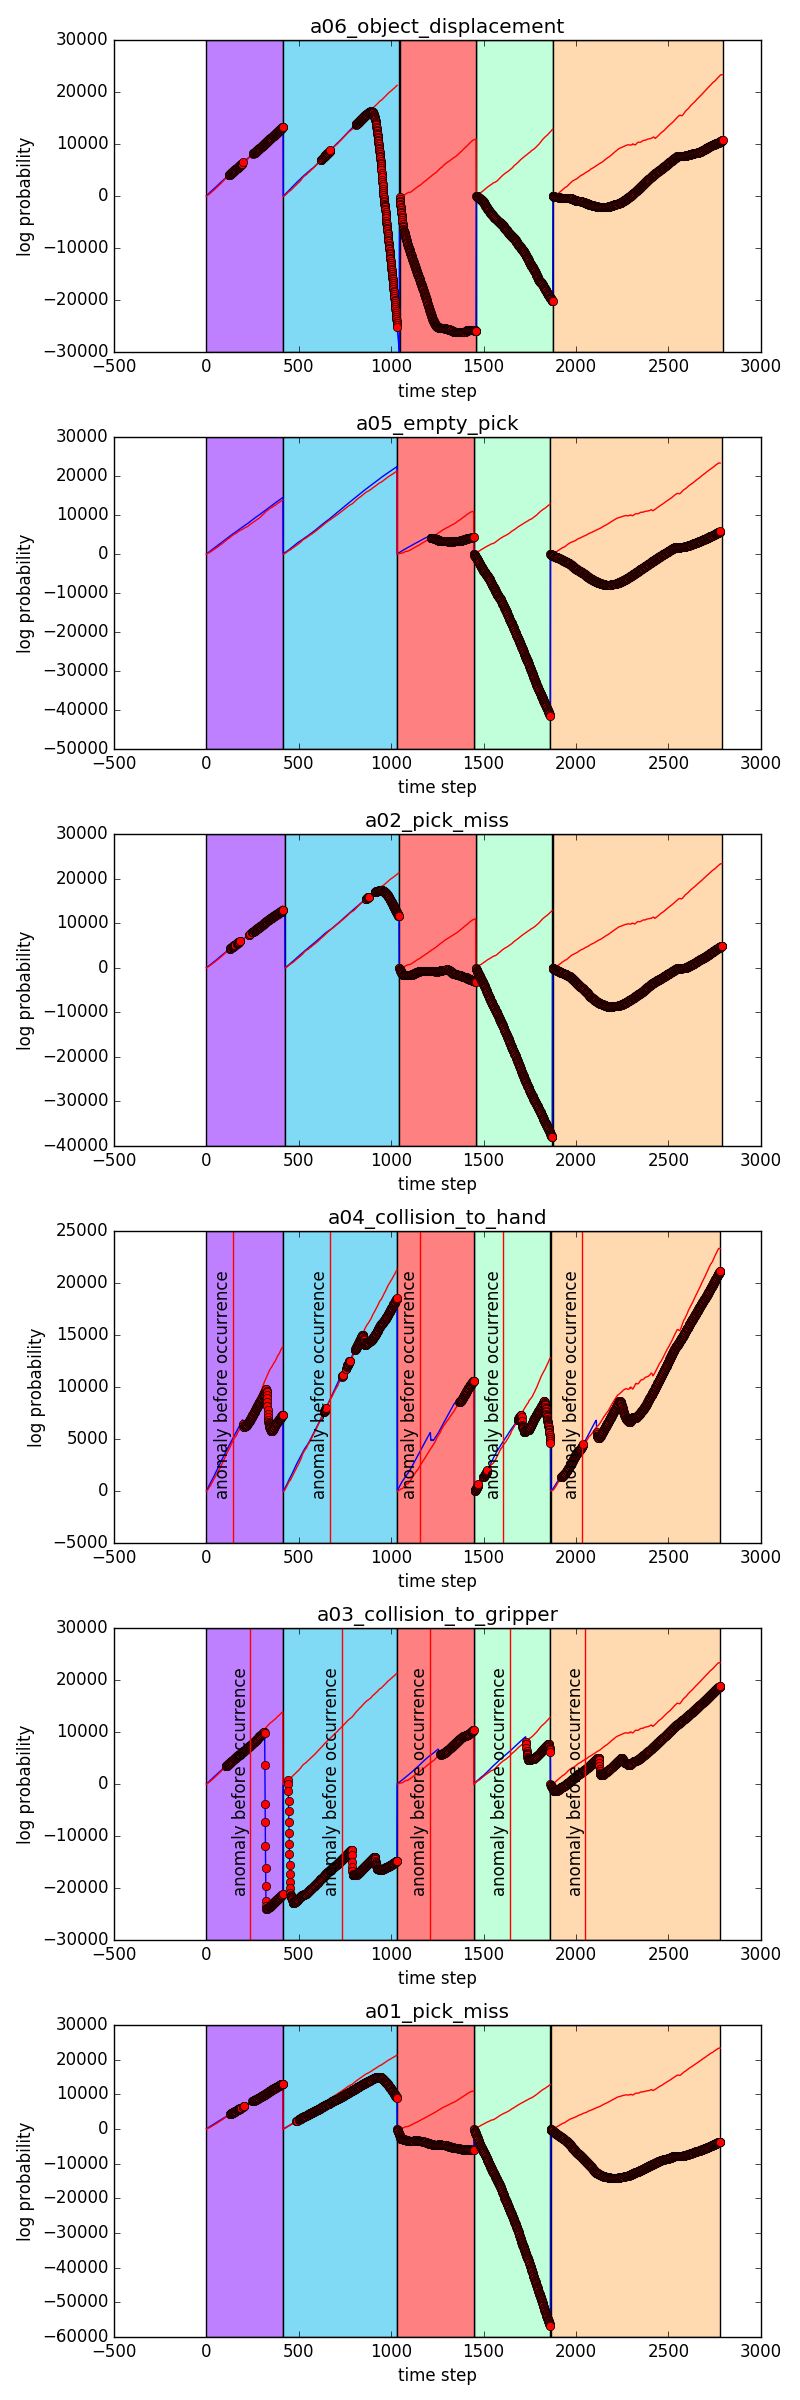 a06_object_displacement
30000
20000
10000
0
−10000
−20000
−30000
log probability
−500 0 500 1000 1500 2000 2500 3000
time step
a05_empty_pick
30000
20000
10000
0
−10000
−20000
−30000
−40000
−50000
log probability
−500 0 500 1000 1500 2000 2500 3000
time step
a02_pick_miss
30000
20000
10000
0
−10000
−20000
−30000
−40000
log probability
−500 0 500 1000 1500 2000 2500 3000
time step
a04_collision_to_hand
25000
20000
15000
10000
5000
0
−5000
log probability
anomaly before occurrence
anomaly before occurrence
anomaly before occurrence
anomaly before occurrence
anomaly before occurrence
−500 0 500 1000 1500 2000 2500 3000
time step
a03_collision_to_gripper
30000
20000
10000
0
−10000
−20000
−30000
log probability
anomaly before occurrence
anomaly before occurrence
anomaly before occurrence
anomaly before occurrence
anomaly before occurrence
−500 0 500 1000 1500 2000 2500 3000
time step
a01_pick_miss
30000
20000
10000
0
−10000
−20000
−30000
−40000
−50000
−60000
log probability
−500 0 500 1000 1500 2000 2500 3000
time step